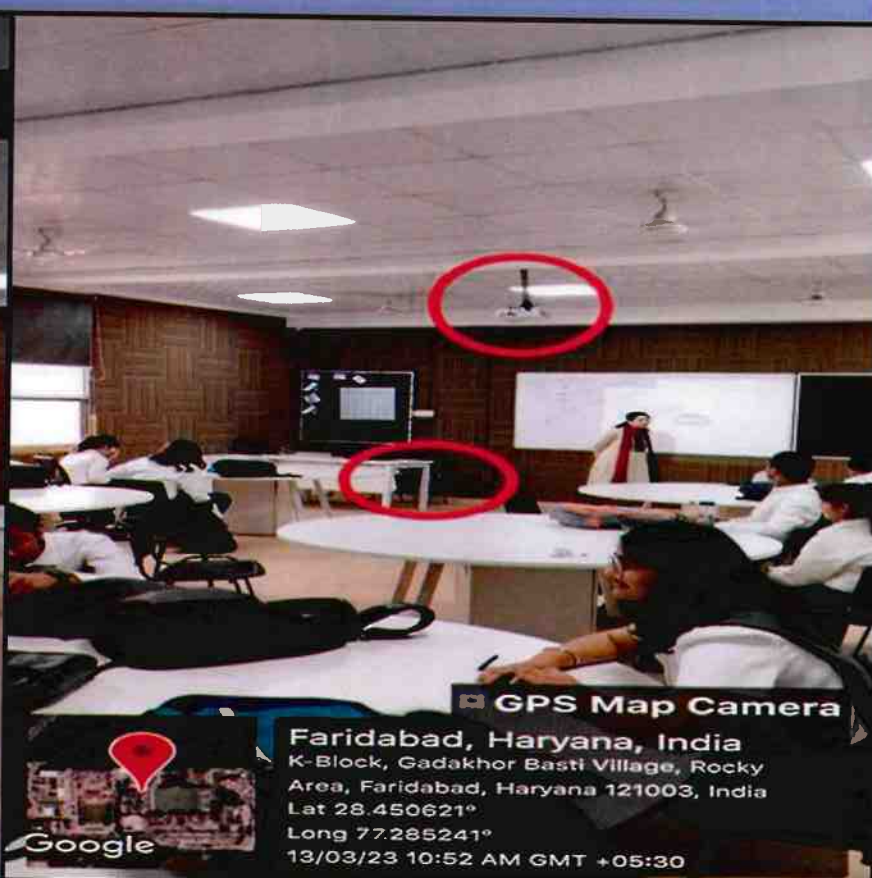 GPS Map Camera
Faridabad, Haryana, India
K-Block, Gadakhor Basti Village, Rocky
Area, Faridabad, Haryana 121003, India
Lat 28.450621°
Long 77.285241°
13/03/23 10:52 AM GMT +05:30
Google